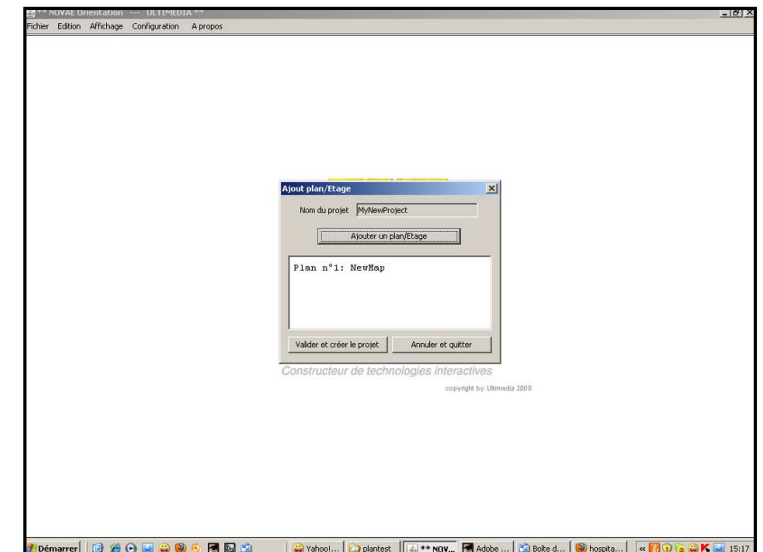 ** NOVAE Orientation --- ULTIMEDIA **
Fichier Edition Affichage Configuration A propos
Ajout plan/Etage
Nom du projet MyNewProject
Ajouter un plan/Etage
Plan n°1: NewMap
Valider et créer le projet Annuler et quitter
Constructeur de technologies interactives
copyright by Ultimedia 2008
Démarrer Yahoo!... plantest ** NOV... Adobe ... Boîte d... hospita... « 15:17